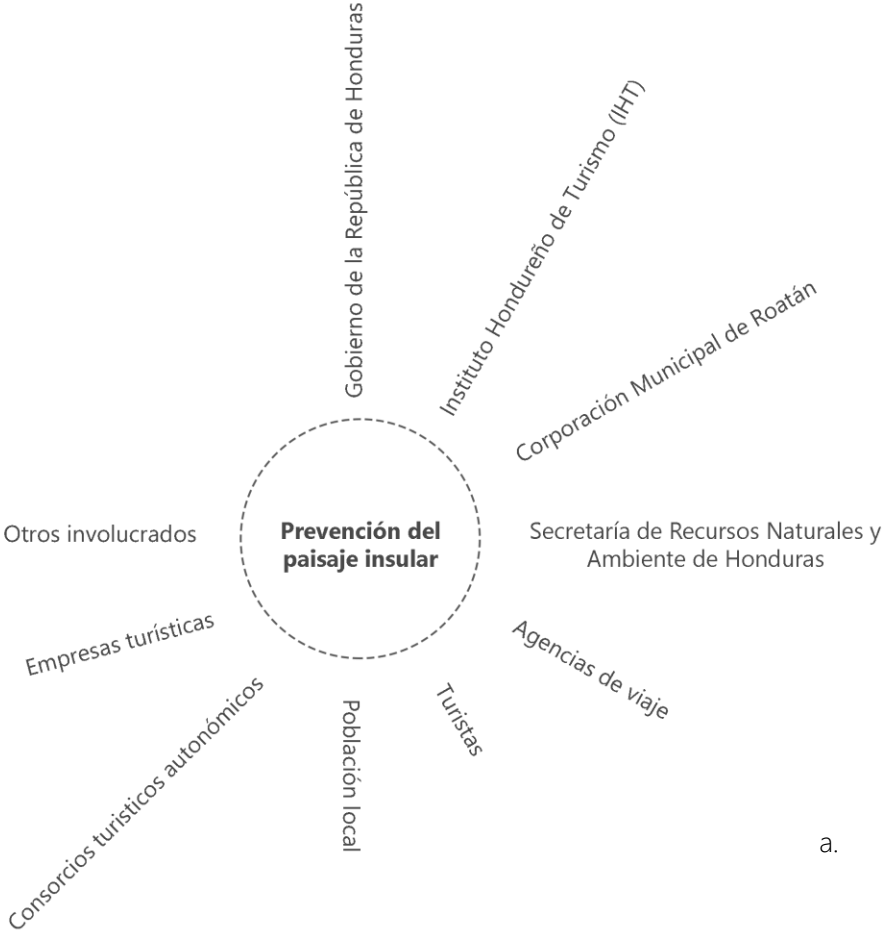 Gobierno de la República de Honduras
Instituto Hondureño de Turismo (IHT)
Corporación Municipal de Roatán
Secretaría de Recursos Naturales y
Ambiente de Honduras
Agencias de viaje
Turistas
Población local
Consorcios turisticos autonómicos
Empresas turísticas
Otros involucrados
Prevención del
paisaje insular
a.